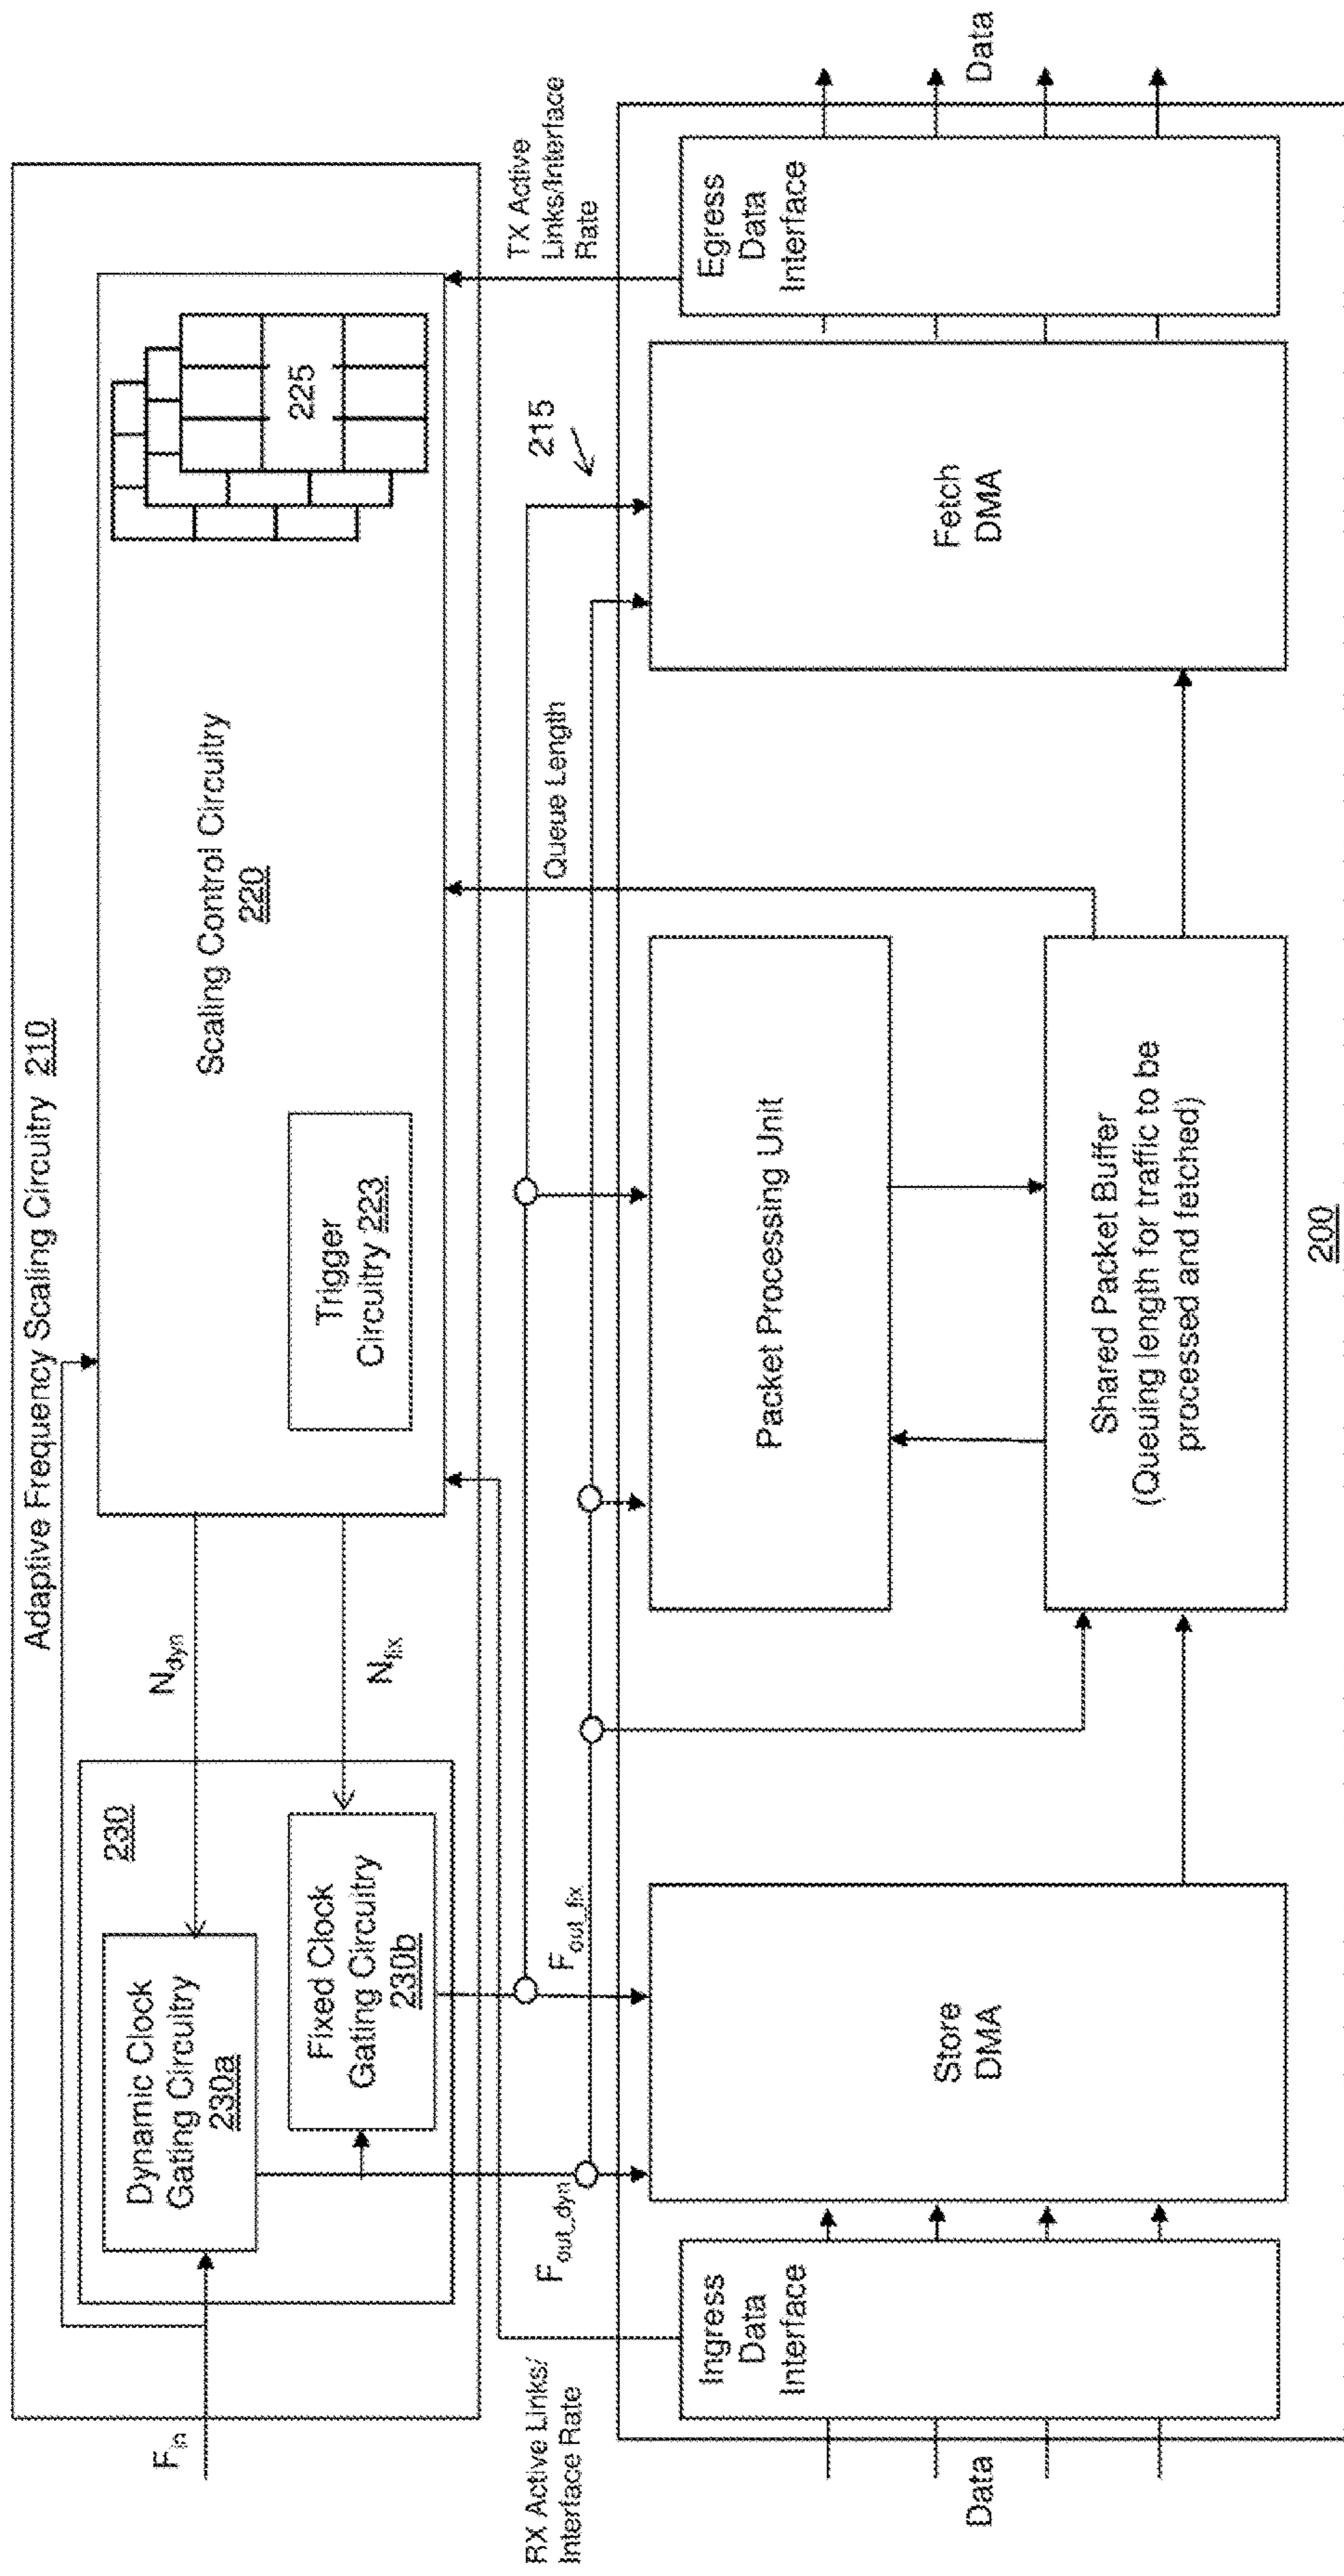 Adaptive Frequency Scaling Circuitry 210
F_in
230
Dynamic Clock
Gating Circuitry
230a
Fixed Clock
Gating Circuitry
230b
N_dyn
N_fix
Scaling Control Circuitry
220
Trigger
Circuitry 223
225
RX Active Links/
Interface Rate
F_out_dyn
F_out_fix
Queue Length
215
TX Active
Links/Interface
Rate
Data
Ingress
Data
Interface
Store
DMA
Packet Processing Unit
Shared Packet Buffer
(Queuing length for traffic to be
processed and fetched)
Fetch
DMA
Egress
Data
Interface
Data
200